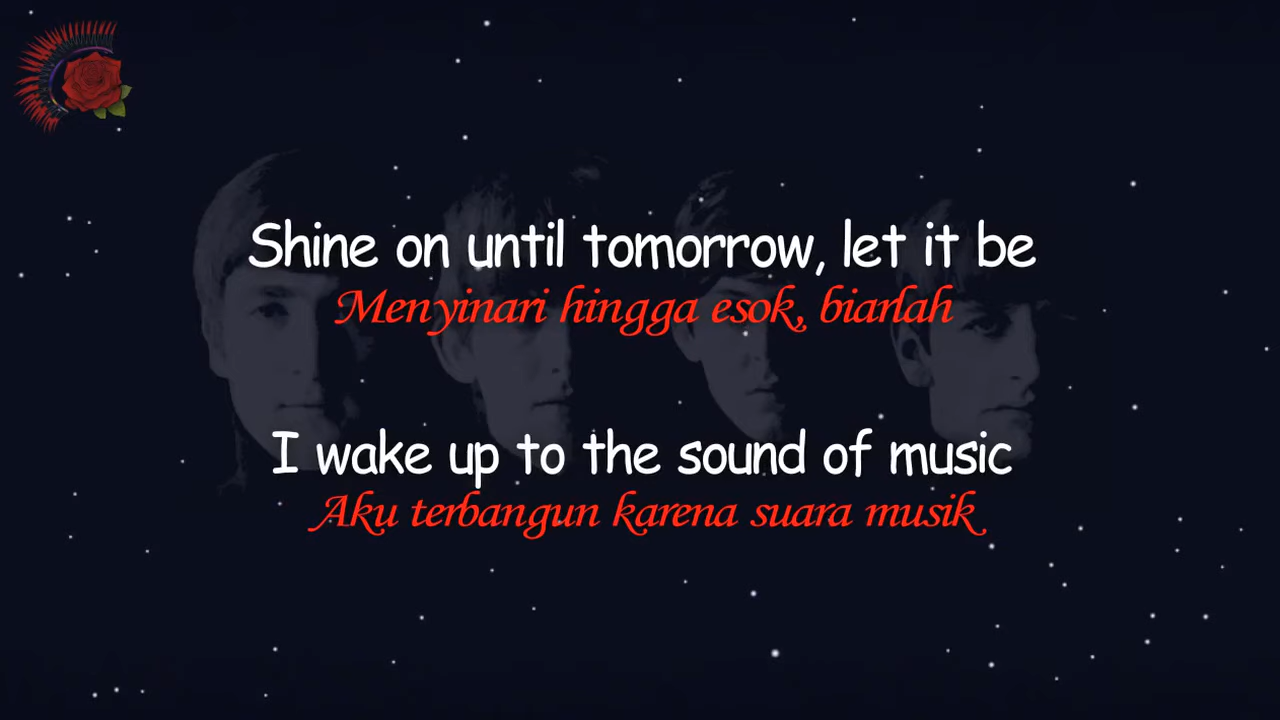 Shine on until tomorrow, let it be
Menyinari hingga esok, biarlah
I wake up to the sound of music
Aku terbangun karena suara musik